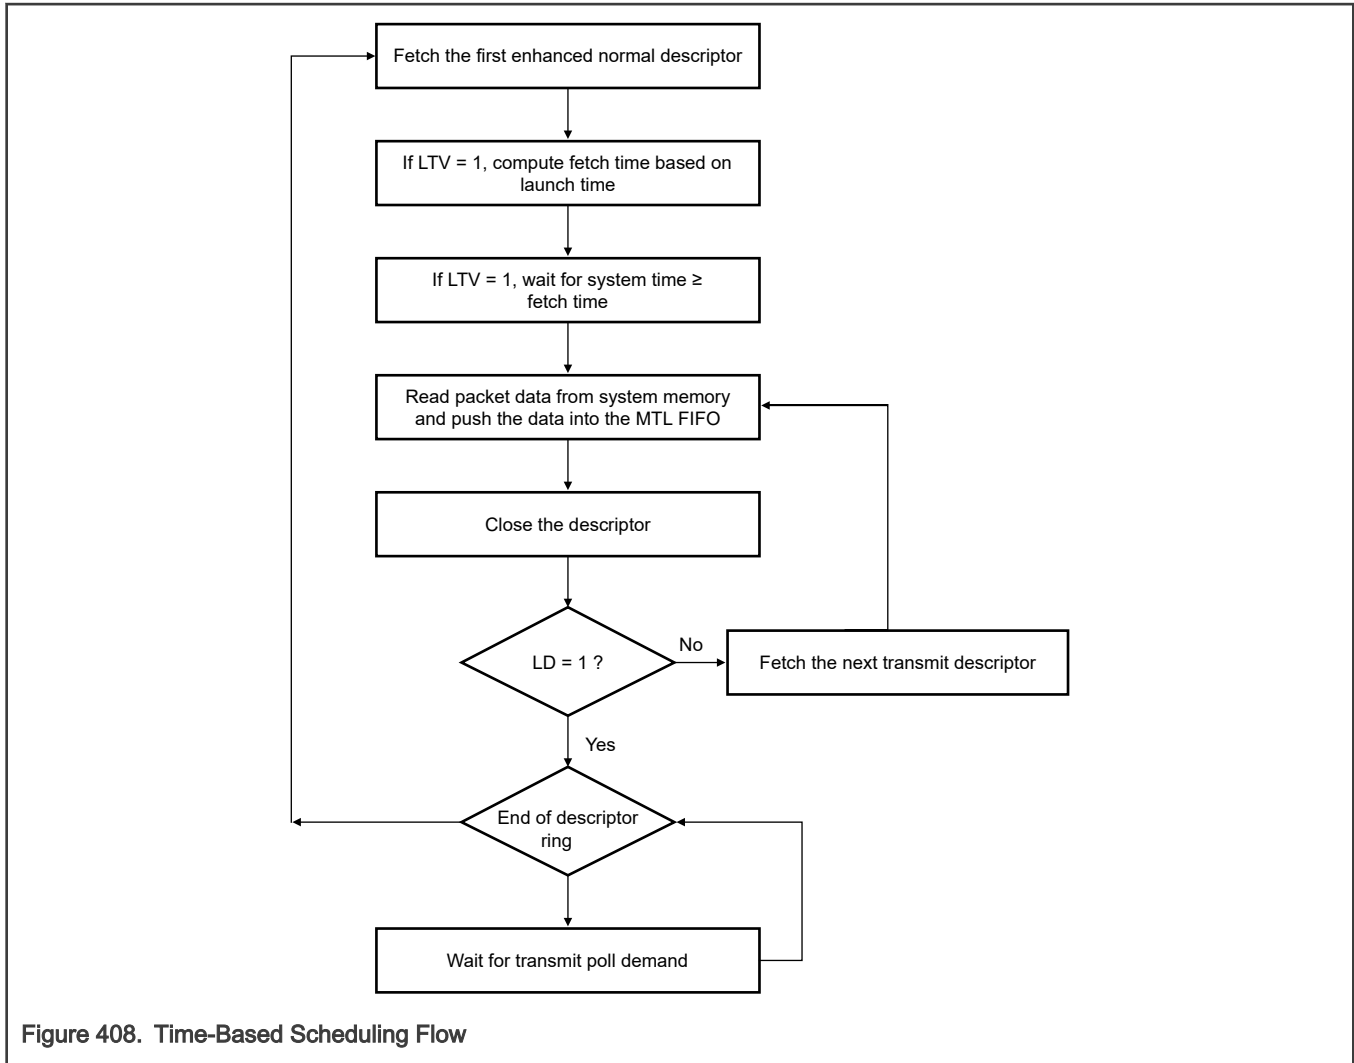 Fetch the first enhanced normal descriptor
If LTV = 1, compute fetch time based on
launch time
If LTV = 1, wait for system time ≥
fetch time
Read packet data from system memory
and push the data into the MTL FIFO
Close the descriptor
LD = 1 ?
No
Fetch the next transmit descriptor
Yes
End of descriptor
ring
Wait for transmit poll demand
Figure 408. Time-Based Scheduling Flow